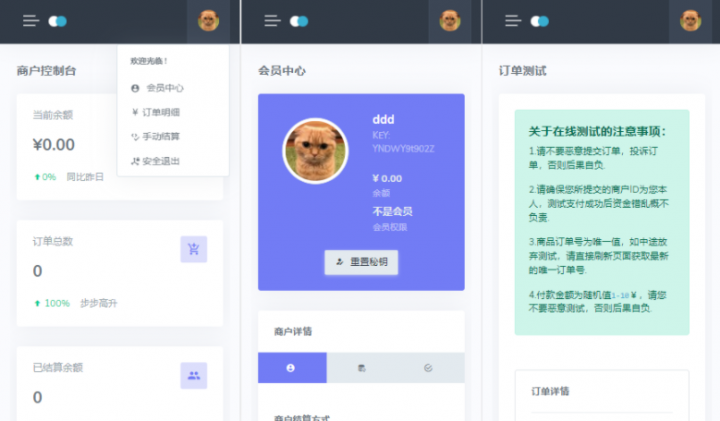 商户控制台
欢迎光临！
会员中心
¥ 订单明细
手动结算
安全退出
当前余额
¥0.00
0% 同比昨日
订单总数
0
100% 步步高升
已结算余额
0
会员中心
ddd
KEY:
YNDWY9t902Z
¥ 0.00
余额
不是会员
会员权限
重置秘钥
商户详情
商户结算方式
订单测试
关于在线测试的注意事项：
1.请不要恶意提交订单，投诉订
单，否则后果自负.
2.请确保您所提交的商户ID为您本
人，测试支付成功后资金错乱概不
负责.
3.商品订单号为唯一值，如中途放
弃测试，请直接刷新页面获取最新
的唯一订单号.
4.付款金额为随机值1-10￥，请您
不要恶意测试，否则后果自负.
订单详情